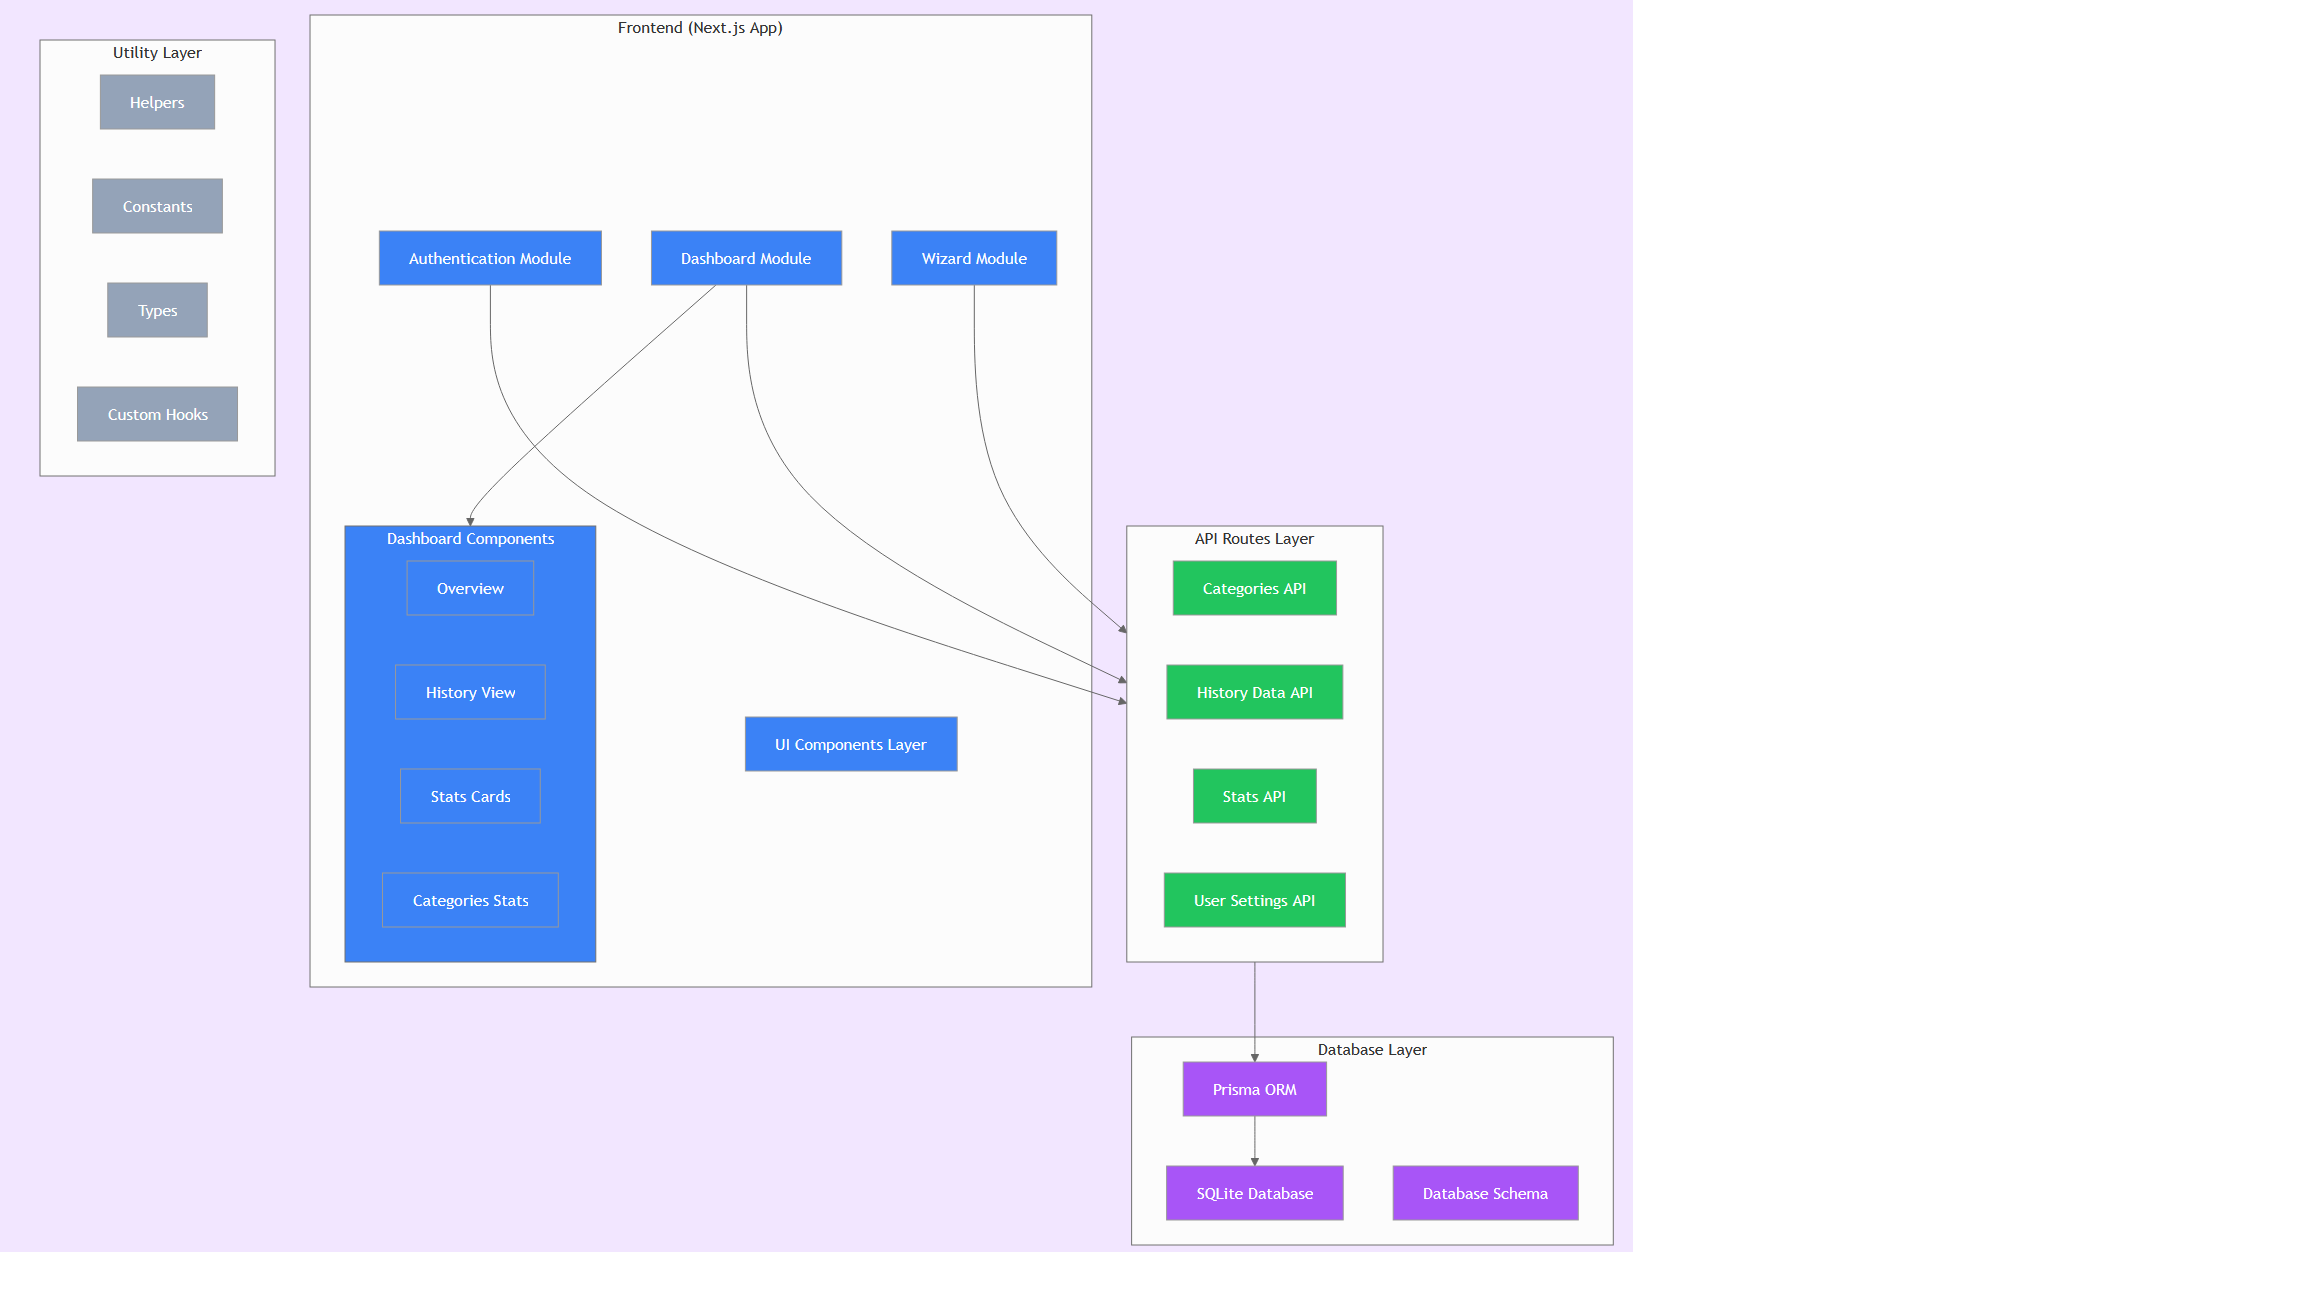 Utility Layer
Helpers
Constants
Types
Custom Hooks
Frontend (Next.js App)
Authentication Module
Dashboard Module
Wizard Module
Dashboard Components
Overview
History View
Stats Cards
Categories Stats
UI Components Layer
API Routes Layer
Categories API
History Data API
Stats API
User Settings API
Database Layer
Prisma ORM
SQLite Database
Database Schema